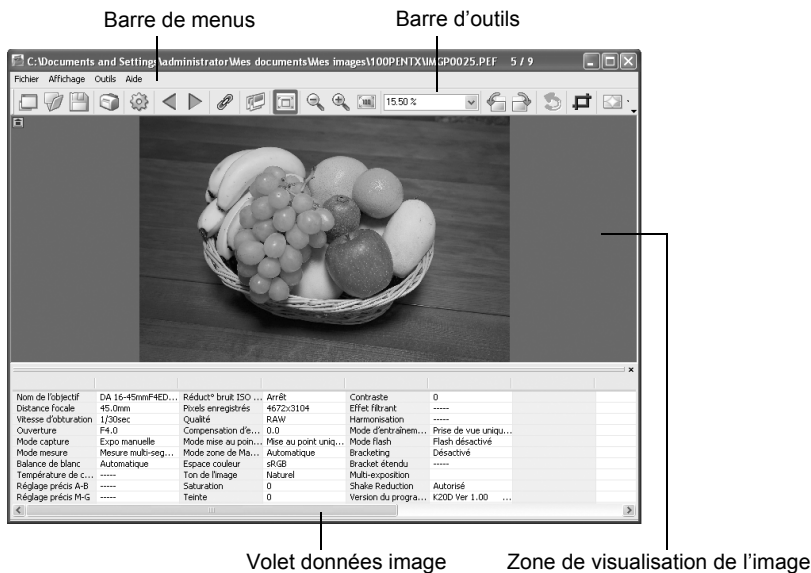 Barre de menus
Barre d'outils
C:\Documents and Settings\administrator\Mes documents\Mes images\100PENTX\IMGP0025.PEF 5 / 9
Fichier Affichage Outils Aide
15.50 %
Nom de l'objectif DA 16-45mmF4ED... Réduct° bruit ISO ... Arrêt Contraste 0
Distance focale 45.0mm Pixels enregistrés 4672x3104 Effet filtrant -----
Vitesse d'obturation 1/30sec Qualité RAW Harmonisation -----
Ouverture F4.0 Compensation d'e... 0.0 Mode d'entraînem... Prise de vue uniqu...
Mode capture Expo manuelle Mode mise au poin... Mise au point uniq... Mode flash Flash désactivé
Mode mesure Mesure multi-seg... Mode zone de Ma... Automatique Bracketing Désactivé
Balance de blanc Automatique Espace couleur sRGB Bracket étendu -----
Température de c... ----- Ton de l'image Naturel Multi-exposition
Réglage précis A-B ----- Saturation 0 Shake Reduction Autorisé
Réglage précis M-G ----- Teinte 0 Version du progra... K20D Ver 1.00 ...
Volet données image
Zone de visualisation de l'image